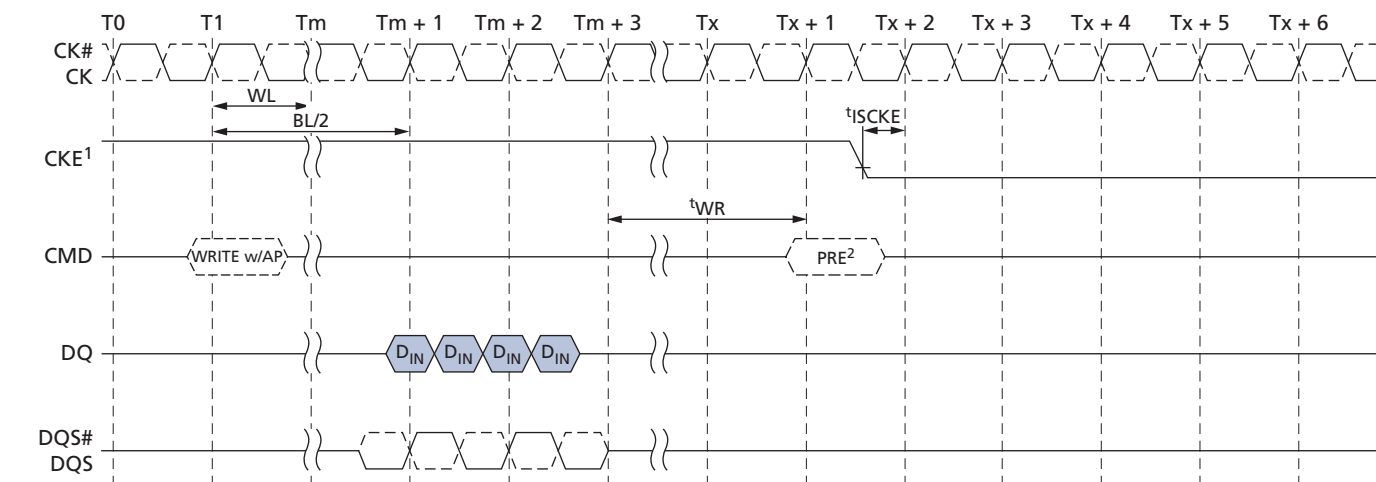 T0 T1 Tm Tm + 1 Tm + 2 Tm + 3 Tx Tx + 1 Tx + 2 Tx + 3 Tx + 4 Tx + 5 Tx + 6
CK#
CK
WL
BL/2
tISCKE
CKE1
tWR
CMD WRITE w/AP PRE2
DQ DIN DIN DIN DIN
DQS#
DQS